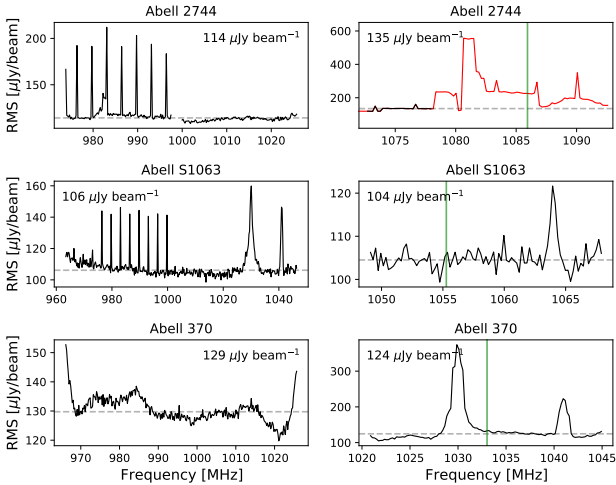 Abell 2744
Abell 2744
RMS [μJy/beam]
114 μJy beam⁻¹
135 μJy beam⁻¹
200
150
600
400
200
980 1000 1020
1075 1080 1085 1090
Abell S1063
Abell S1063
RMS [μJy/beam]
106 μJy beam⁻¹
104 μJy beam⁻¹
160
140
120
100
120
110
100
960 980 1000 1020 1040
1050 1055 1060 1065
Abell 370
Abell 370
RMS [μJy/beam]
129 μJy beam⁻¹
124 μJy beam⁻¹
150
140
130
120
300
200
100
970 980 990 1000 1010 1020
1020 1025 1030 1035 1040 1045
Frequency [MHz]
Frequency [MHz]